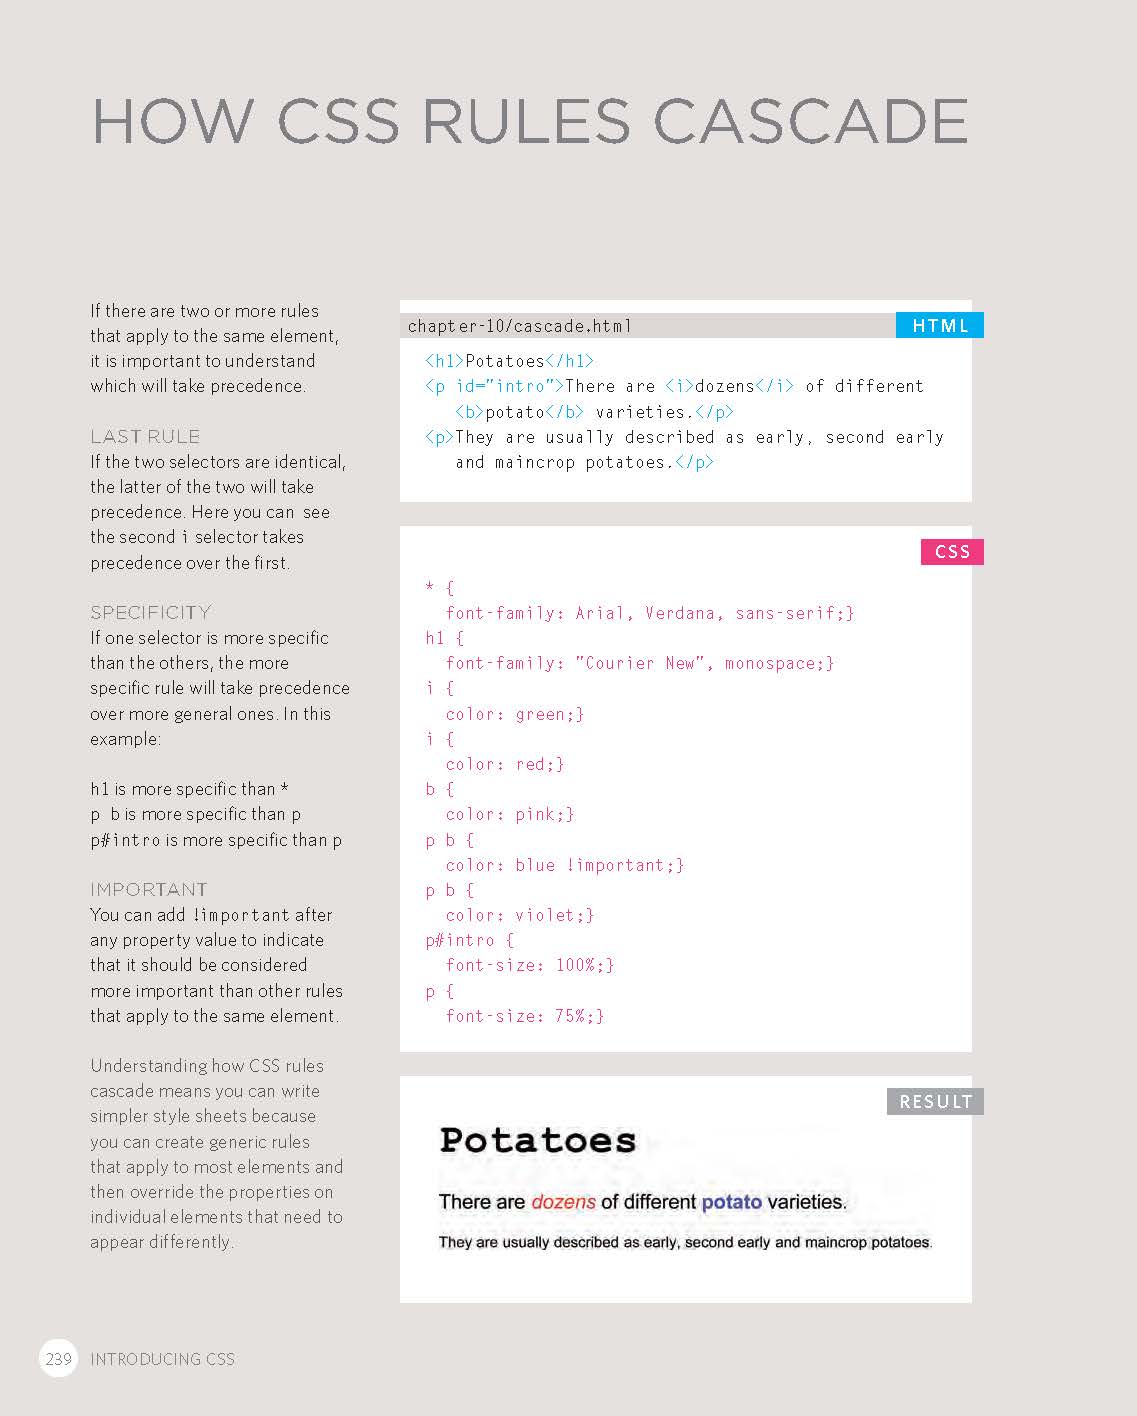 HOW CSS RULES CASCADE
If there are two or more rules
that apply to the same element,
it is important to understand
which will take precedence.
LAST RULE
If the two selectors are identical,
the latter of the two will take
precedence. Here you can see
the second i selector takes
precedence over the first.
SPECIFICITY
If one selector is more specific
than the others, the more
specific rule will take precedence
over more general ones. In this
example:
h1 is more specific than *
p b is more specific than p
p#intro is more specific than p
IMPORTANT
You can add !important after
any property value to indicate
that it should be considered
more important than other rules
that apply to the same element.
Understanding how CSS rules
cascade means you can write
simpler style sheets because
you can create generic rules
that apply to most elements and
then override the properties on
individual elements that need to
appear differently.
chapter-10/cascade.html HTML
<h1>Potatoes</h1>
<p id="intro">There are <i>dozens</i> of different
<b>potato</b> varieties.</p>
<p>They are usually described as early, second early
and maincrop potatoes.</p>
CSS
* {
font-family: Arial, Verdana, sans-serif;}
h1 {
font-family: "Courier New", monospace;}
i {
color: green;}
i {
color: red;}
b {
color: pink;}
p b {
color: blue !important;}
p b {
color: violet;}
p#intro {
font-size: 100%;}
p {
font-size: 75%;}
RESULT
Potatoes
There are dozens of different potato varieties.
They are usually described as early, second early and maincrop potatoes.
239 INTRODUCING CSS